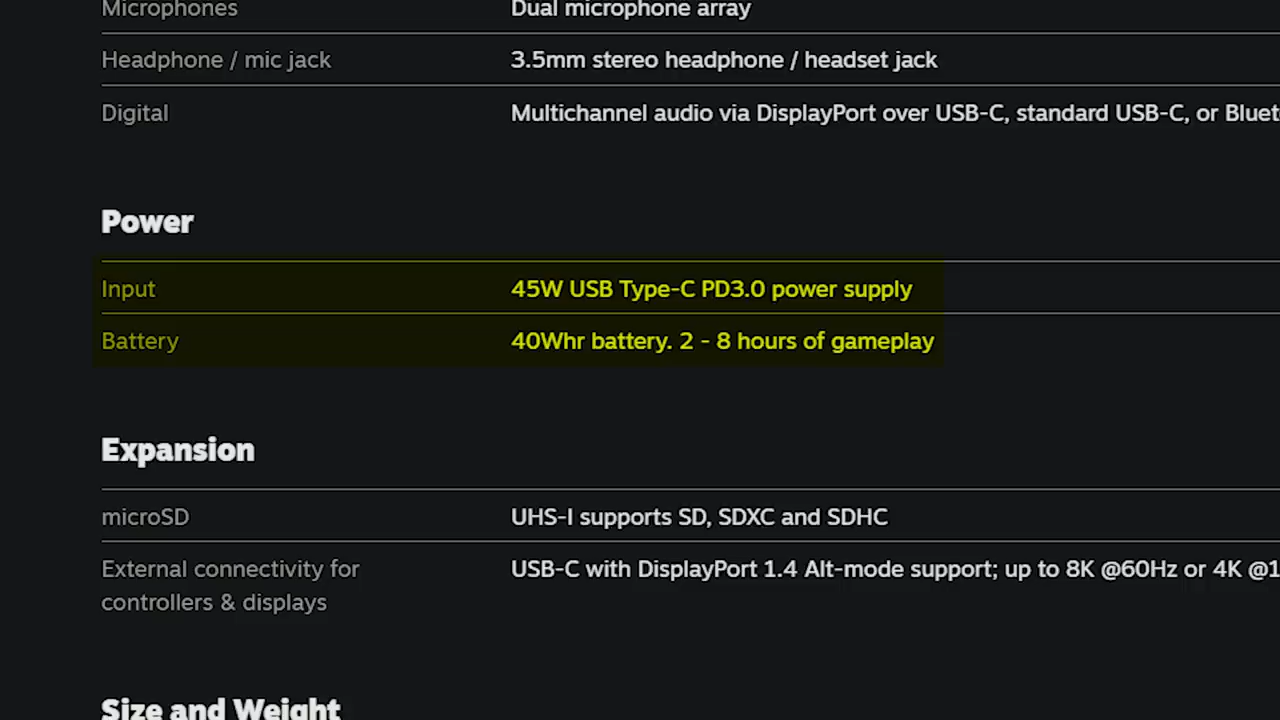 Microphones Dual microphone array
Headphone / mic jack 3.5mm stereo headphone / headset jack
Digital Multichannel audio via DisplayPort over USB-C, standard USB-C, or Bluet
Power
Input 45W USB Type-C PD3.0 power supply
Battery 40Whr battery. 2 - 8 hours of gameplay
Expansion
microSD UHS-I supports SD, SDXC and SDHC
External connectivity for USB-C with DisplayPort 1.4 Alt-mode support; up to 8K @60Hz or 4K @1
controllers & displays
Size and Weight